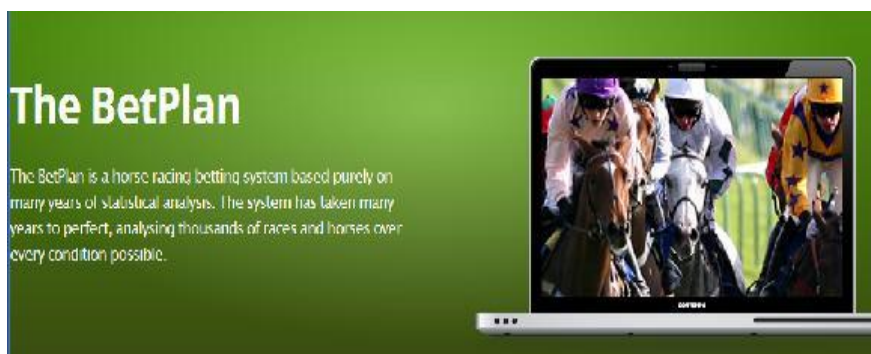 The BetPlan
The BetPlan is a horse racing betting system based purely on
many years of statistical analysis. The system has taken many
years to perfect, analysing thousands of races and horses over
every condition possible.